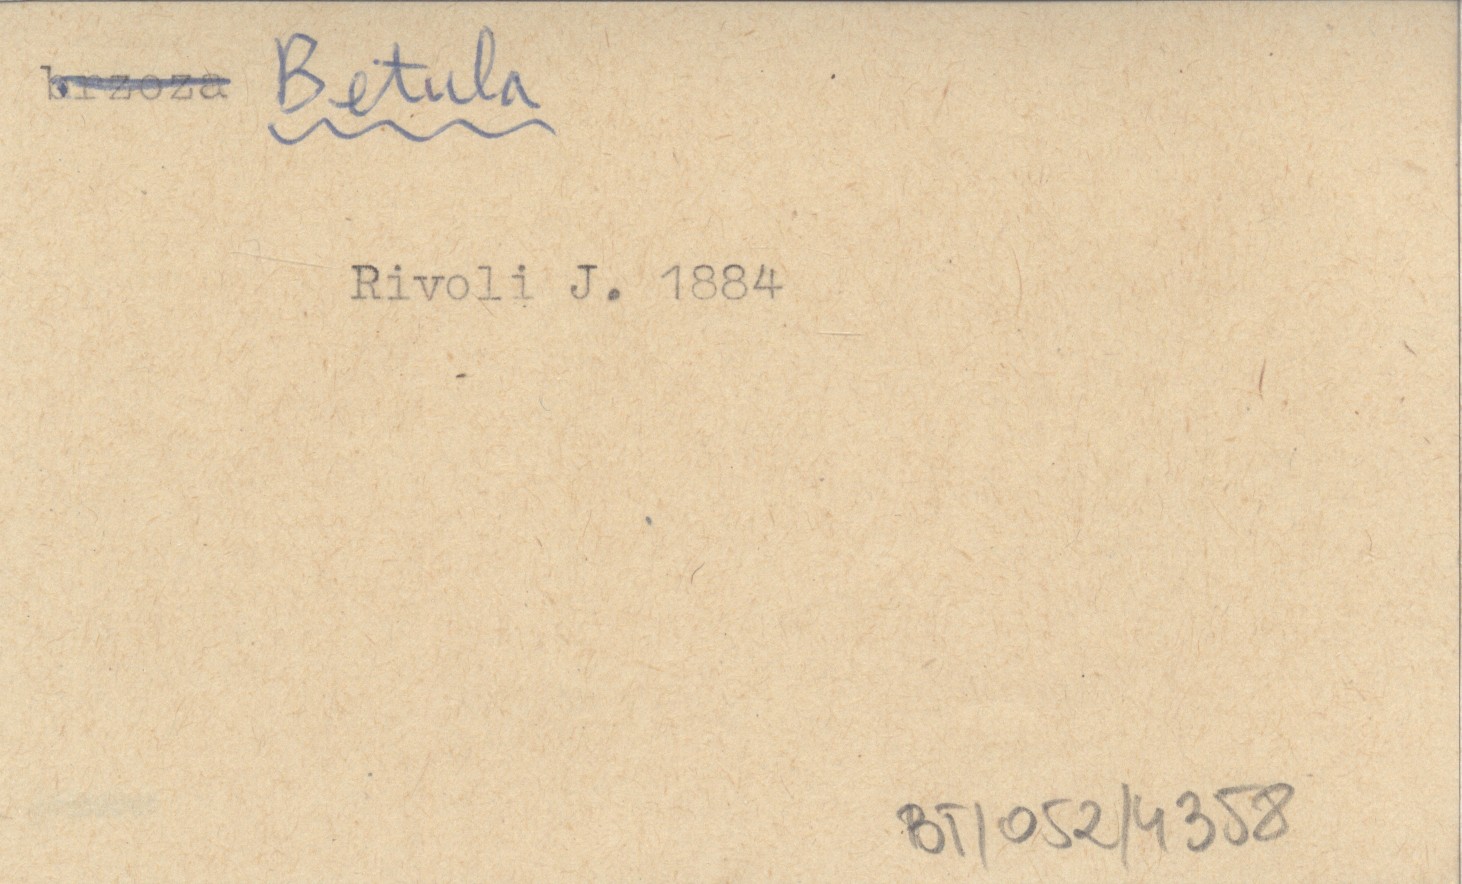 brzoza Betula
Rivoli J. 1884
BT/052/4358